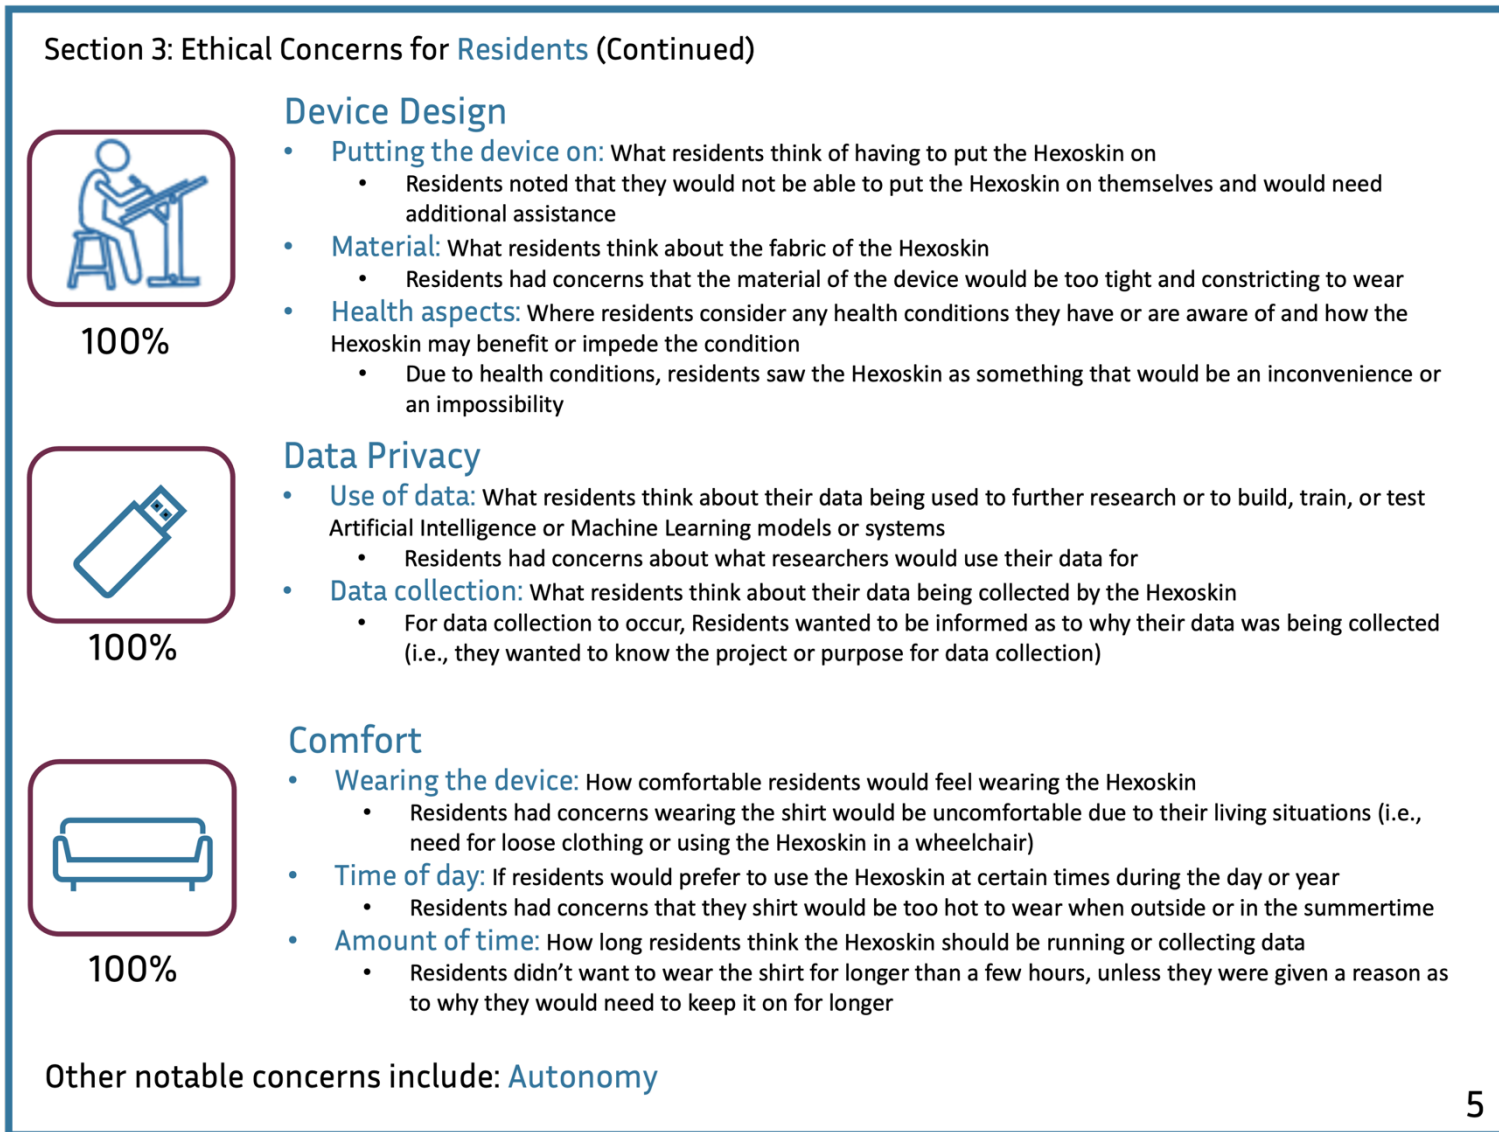 Section 3: Ethical Concerns for Residents (Continued)
Device Design
• Putting the device on: What residents think of having to put the Hexoskin on
• Residents noted that they would not be able to put the Hexoskin on themselves and would need
additional assistance
• Material: What residents think about the fabric of the Hexoskin
• Residents had concerns that the material of the device would be too tight and constricting to wear
• Health aspects: Where residents consider any health conditions they have or are aware of and how the
Hexoskin may benefit or impede the condition
• Due to health conditions, residents saw the Hexoskin as something that would be an inconvenience or
an impossibility
100%
Data Privacy
• Use of data: What residents think about their data being used to further research or to build, train, or test
Artificial Intelligence or Machine Learning models or systems
• Residents had concerns about what researchers would use their data for
• Data collection: What residents think about their data being collected by the Hexoskin
• For data collection to occur, Residents wanted to be informed as to why their data was being collected
(i.e., they wanted to know the project or purpose for data collection)
100%
Comfort
• Wearing the device: How comfortable residents would feel wearing the Hexoskin
• Residents had concerns wearing the shirt would be uncomfortable due to their living situations (i.e.,
need for loose clothing or using the Hexoskin in a wheelchair)
• Time of day: If residents would prefer to use the Hexoskin at certain times during the day or year
• Residents had concerns that they shirt would be too hot to wear when outside or in the summertime
• Amount of time: How long residents think the Hexoskin should be running or collecting data
• Residents didn't want to wear the shirt for longer than a few hours, unless they were given a reason as
to why they would need to keep it on for longer
100%
Other notable concerns include: Autonomy
5